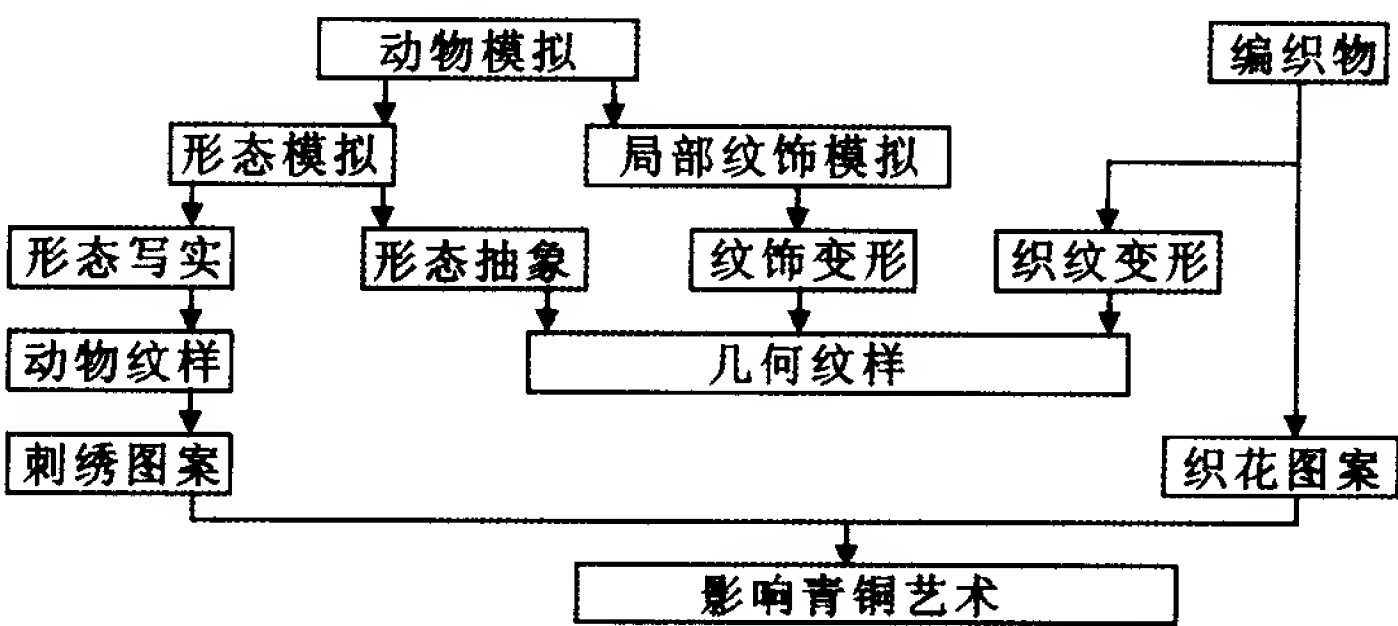 动物模拟
编织物
形态模拟
局部纹饰模拟
形态写实
形态抽象
纹饰变形
织纹变形
动物纹样
几何纹样
刺绣图案
织花图案
影响青铜艺术